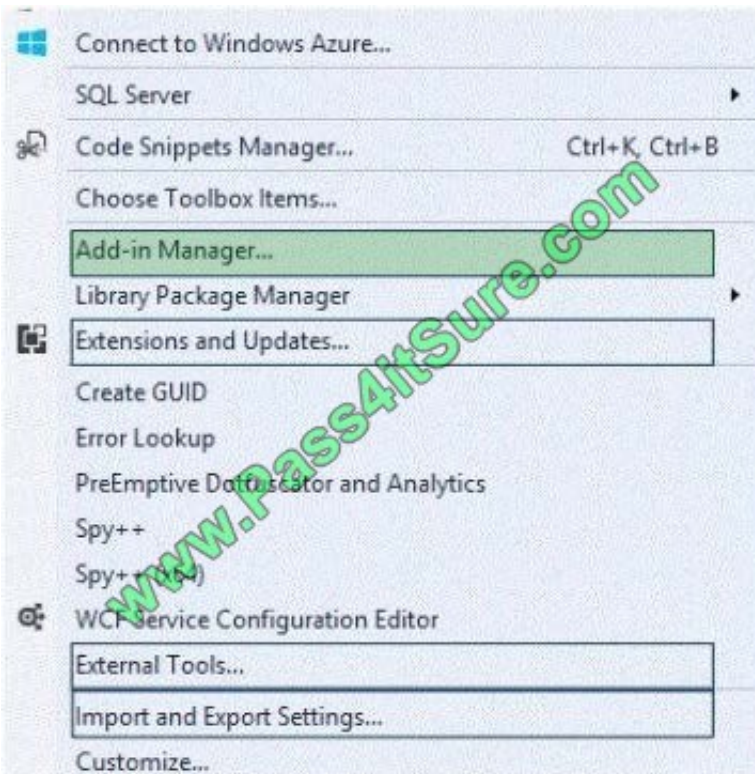 Connect to Windows Azure...
SQL Server
Code Snippets Manager... Ctrl+K, Ctrl+B
Choose Toolbox Items...
Add-in Manager...
Library Package Manager
Extensions and Updates...
Create GUID
Error Lookup
PreEmptive Dotfuscator and Analytics
Spy++
Spy++ (x64)
WCF Service Configuration Editor
External Tools...
Import and Export Settings...
Customize...
www.Pass4itSure.com